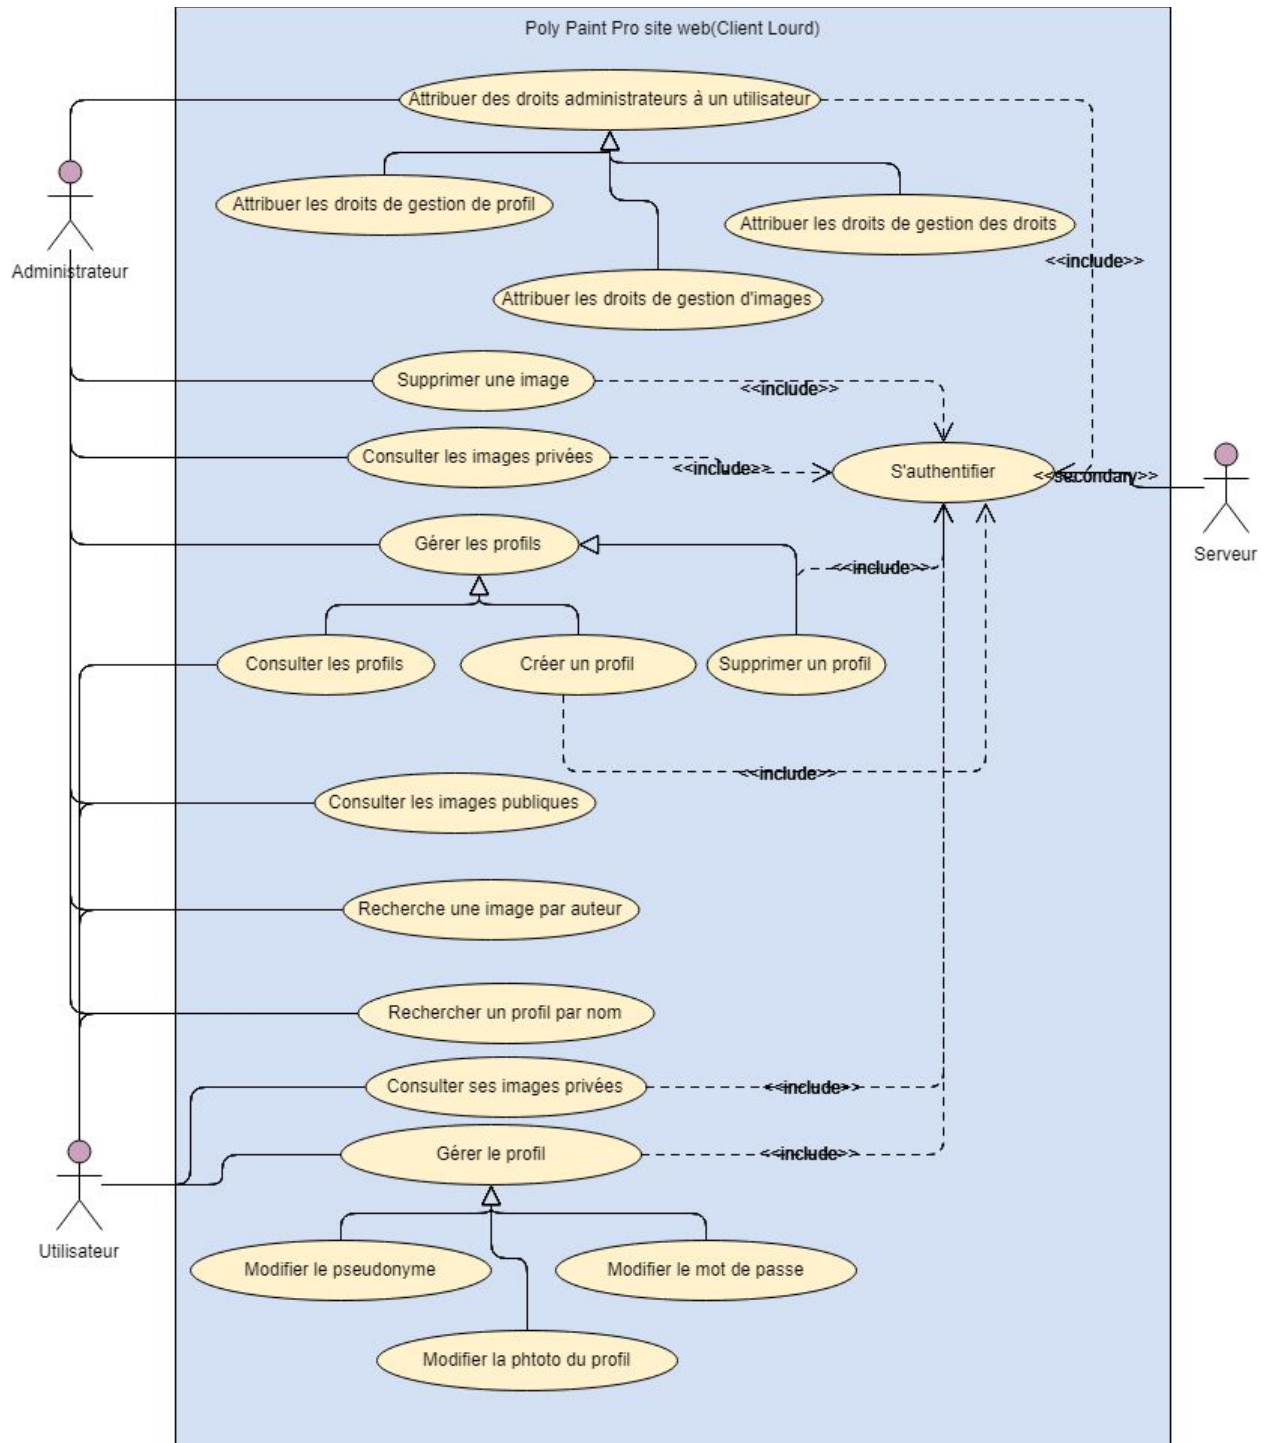 Poly Paint Pro site web(Client Lourd)
Attribuer des droits administrateurs à un utilisateur
Attribuer les droits de gestion de profil
Attribuer les droits de gestion des droits
Administrateur
<<include>>
Attribuer les droits de gestion d'images
Supprimer une image
<<include>>
Consulter les images privées
<<include>>
S'authentifier
<<secondary>>
Serveur
Gérer les profils
<<include>>
Consulter les profils
Créer un profil
Supprimer un profil
<<include>>
Consulter les images publiques
Recherche une image par auteur
Rechercher un profil par nom
Consulter ses images privées
<<include>>
Gérer le profil
<<include>>
Utilisateur
Modifier le pseudonyme
Modifier le mot de passe
Modifier la phtoto du profil